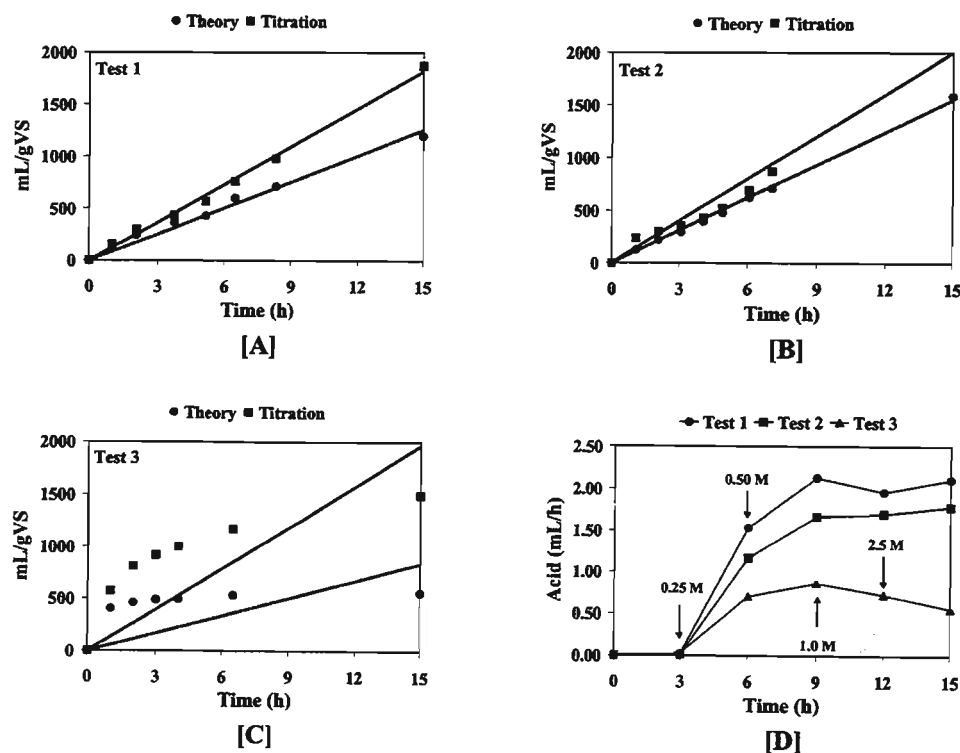 ● Theory ■ Titration
Test 1
mL/gVS
2000
1500
1000
500
0
0 3 6 9 12 15
Time (h)
[A]
● Theory ■ Titration
Test 2
mL/gVS
2000
1500
1000
500
0
0 3 6 9 12 15
Time (h)
[B]
● Theory ■ Titration
Test 3
mL/gVS
2000
1500
1000
500
0
0 3 6 9 12 15
Time (h)
[C]
Test 1 Test 2 Test 3
Acid (mL/h)
2.50
2.00
1.50
1.00
0.50
0.00
0.25 M
0.50 M
1.0 M
2.5 M
0 3 6 9 12 15
Time (h)
[D]